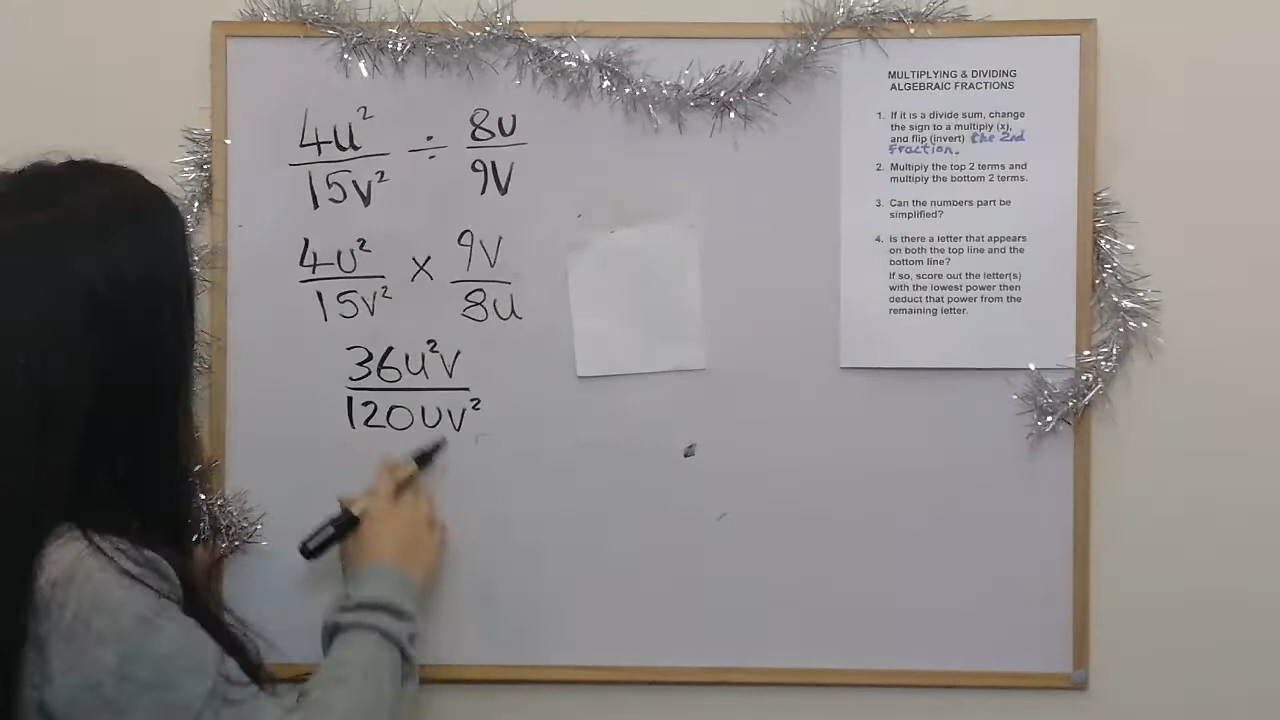 4u²/15v² ÷ 8u/9v
4u²/15v² x 9v/8u
36u²v/120uv²
MULTIPLYING & DIVIDING
ALGEBRAIC FRACTIONS
1. If it is a divide sum, change
the sign to a multiply (x),
and flip (invert) the 2nd
Fraction.
2. Multiply the top 2 terms and
multiply the bottom 2 terms.
3. Can the numbers part be
simplified?
4. Is there a letter that appears
on both the top line and the
bottom line?
If so, score out the letter(s)
with the lowest power then
deduct that power from the
remaining letter.